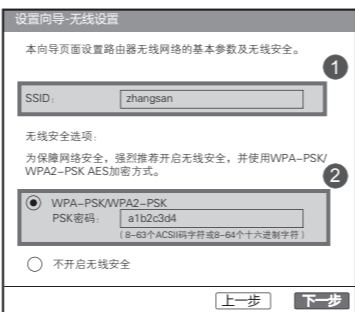 设置向导-无线设置
本向导页面设置路由器无线网络的基本参数及无线安全。
1
SSID： zhangsan
无线安全选项：
为保障网络安全，强烈推荐开启无线安全，并使用WPA-PSK/
WPA2-PSK AES加密方式。
2
WPA-PSK/WPA2-PSK
PSK密码： a1b2c3d4
（8-63个ACSII码字符或8-64个十六进制字符）
不开启无线安全
上一步 下一步